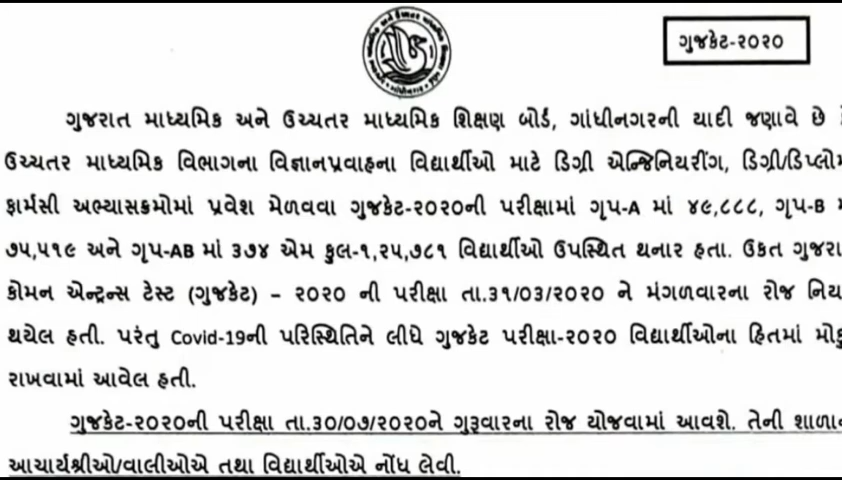 ગુજકેટ-૨૦૨૦
ગુજરાત માધ્યમિક અને ઉચ્ચતર માધ્યમિક શિક્ષણ બોર્ડ, ગાંધીનગરની યાદી જણાવે છે
ઉચ્ચતર માધ્યમિક વિભાગના વિજ્ઞાનપ્રવાહના વિદ્યાર્થીઓ માટે ડિગ્રી એન્જિનિયરીંગ, ડિગ્રી/ડિપ્લોમ
ફાર્મસી અભ્યાસક્રમોમાં પ્રવેશ મેળવવા ગુજકેટ-૨૦૨૦ની પરીક્ષામાં ગૃપ-A માં ૪૯,૮૮૮, ગૃપ-B
૭૫,૫૧૯ અને ગૃપ-AB માં ૩૭૪ એમ કુલ-૧,૨૫,૭૮૧ વિદ્યાર્થીઓ ઉપસ્થિત થનાર હતા. ઉકત ગુજરા
કોમન એન્ટ્રન્સ ટેસ્ટ (ગુજકેટ) – ૨૦૨૦ ની પરીક્ષા તા.૩૧/૦૩/૨૦૨૦ ને મંગળવારના રોજ નિય
થયેલ હતી. પરંતુ Covid-19ની પરિસ્થિતિને લીધે ગુજકેટ પરીક્ષા-૨૦૨૦ વિદ્યાર્થીઓના હિતમાં મોકુ
રાખવામાં આવેલ હતી.
ગુજકેટ-૨૦૨૦ની પરીક્ષા તા.૩૦/૦૭/૨૦૨૦ને ગુરૂવારના રોજ યોજવામાં આવશે. તેની શાળાન
આચાર્યશ્રીઓ/વાલીઓએ તથા વિદ્યાર્થીઓએ નોંધ લેવી.